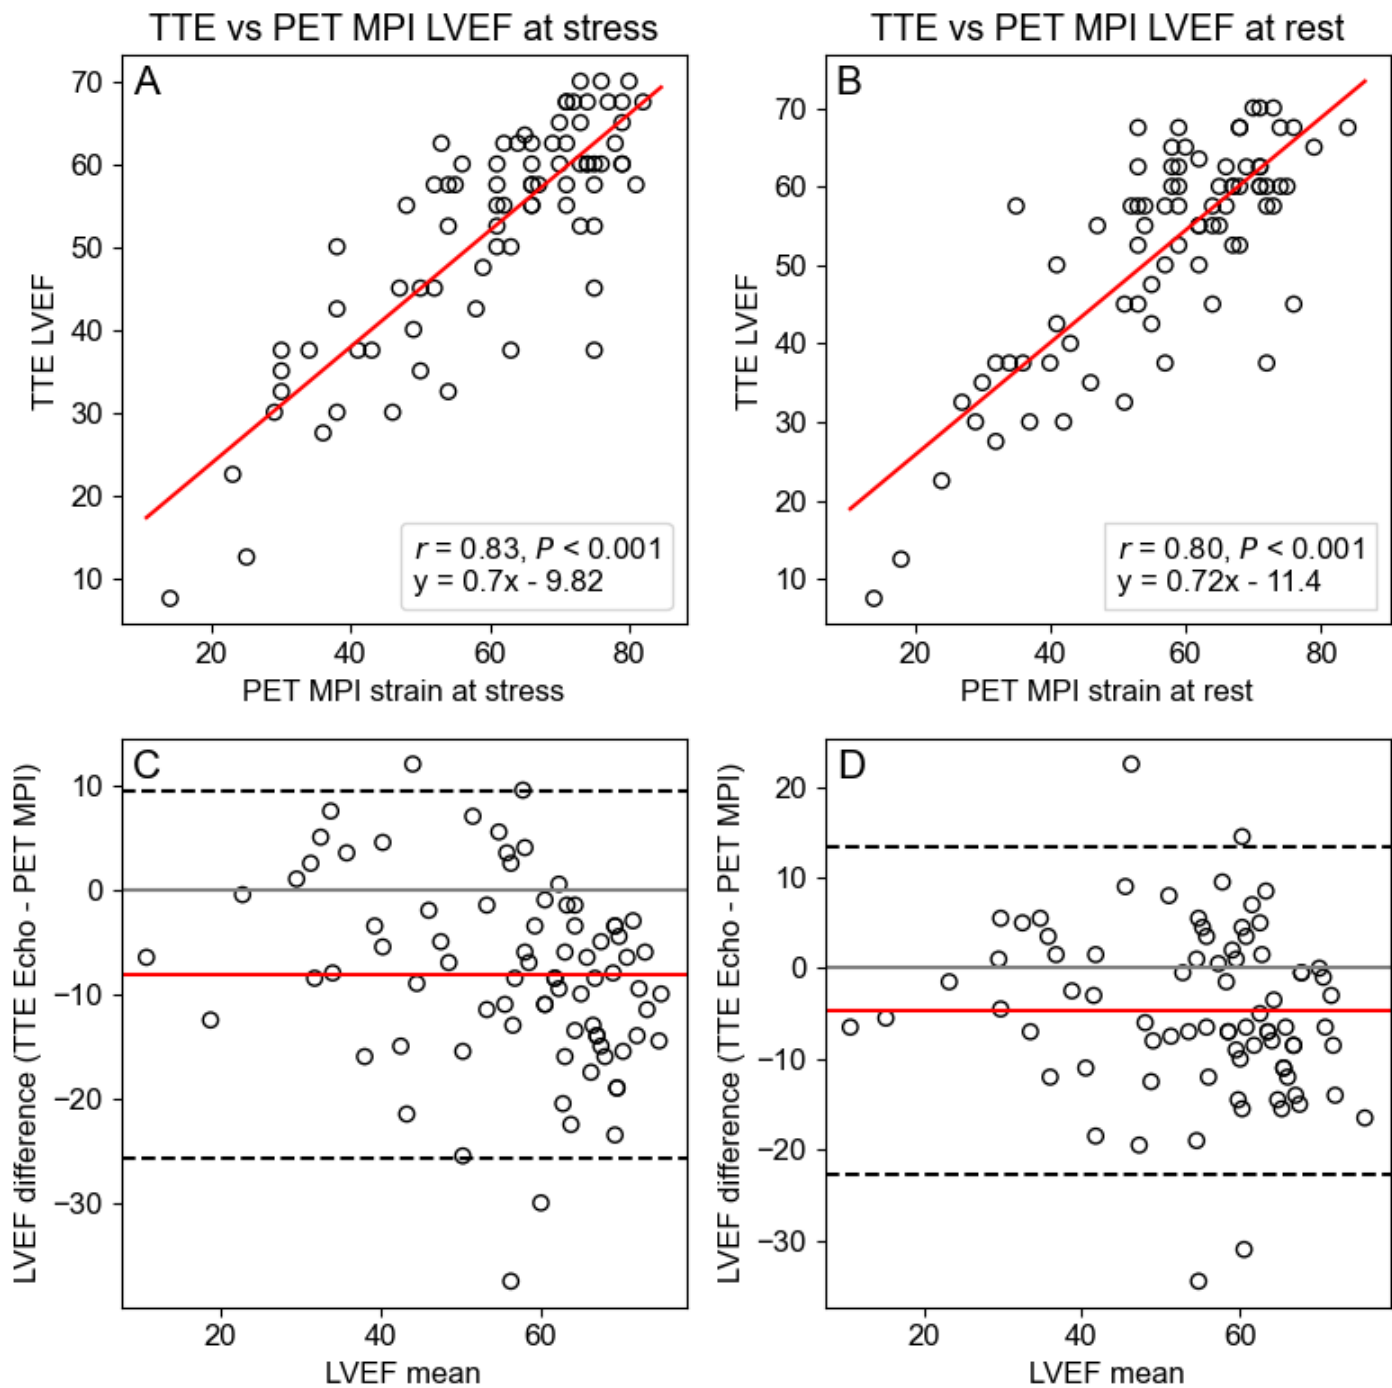 TTE vs PET MPI LVEF at stress
A
70
60
50
40
30
20
10
TTE LVEF
r = 0.83, P < 0.001
y = 0.7x - 9.82
20 40 60 80
PET MPI strain at stress
TTE vs PET MPI LVEF at rest
B
70
60
50
40
30
20
10
TTE LVEF
r = 0.80, P < 0.001
y = 0.72x - 11.4
20 40 60 80
PET MPI strain at rest
C
10
0
−10
−20
−30
LVEF difference (TTE Echo - PET MPI)
20 40 60
LVEF mean
D
20
10
0
−10
−20
−30
LVEF difference (TTE Echo - PET MPI)
20 40 60
LVEF mean